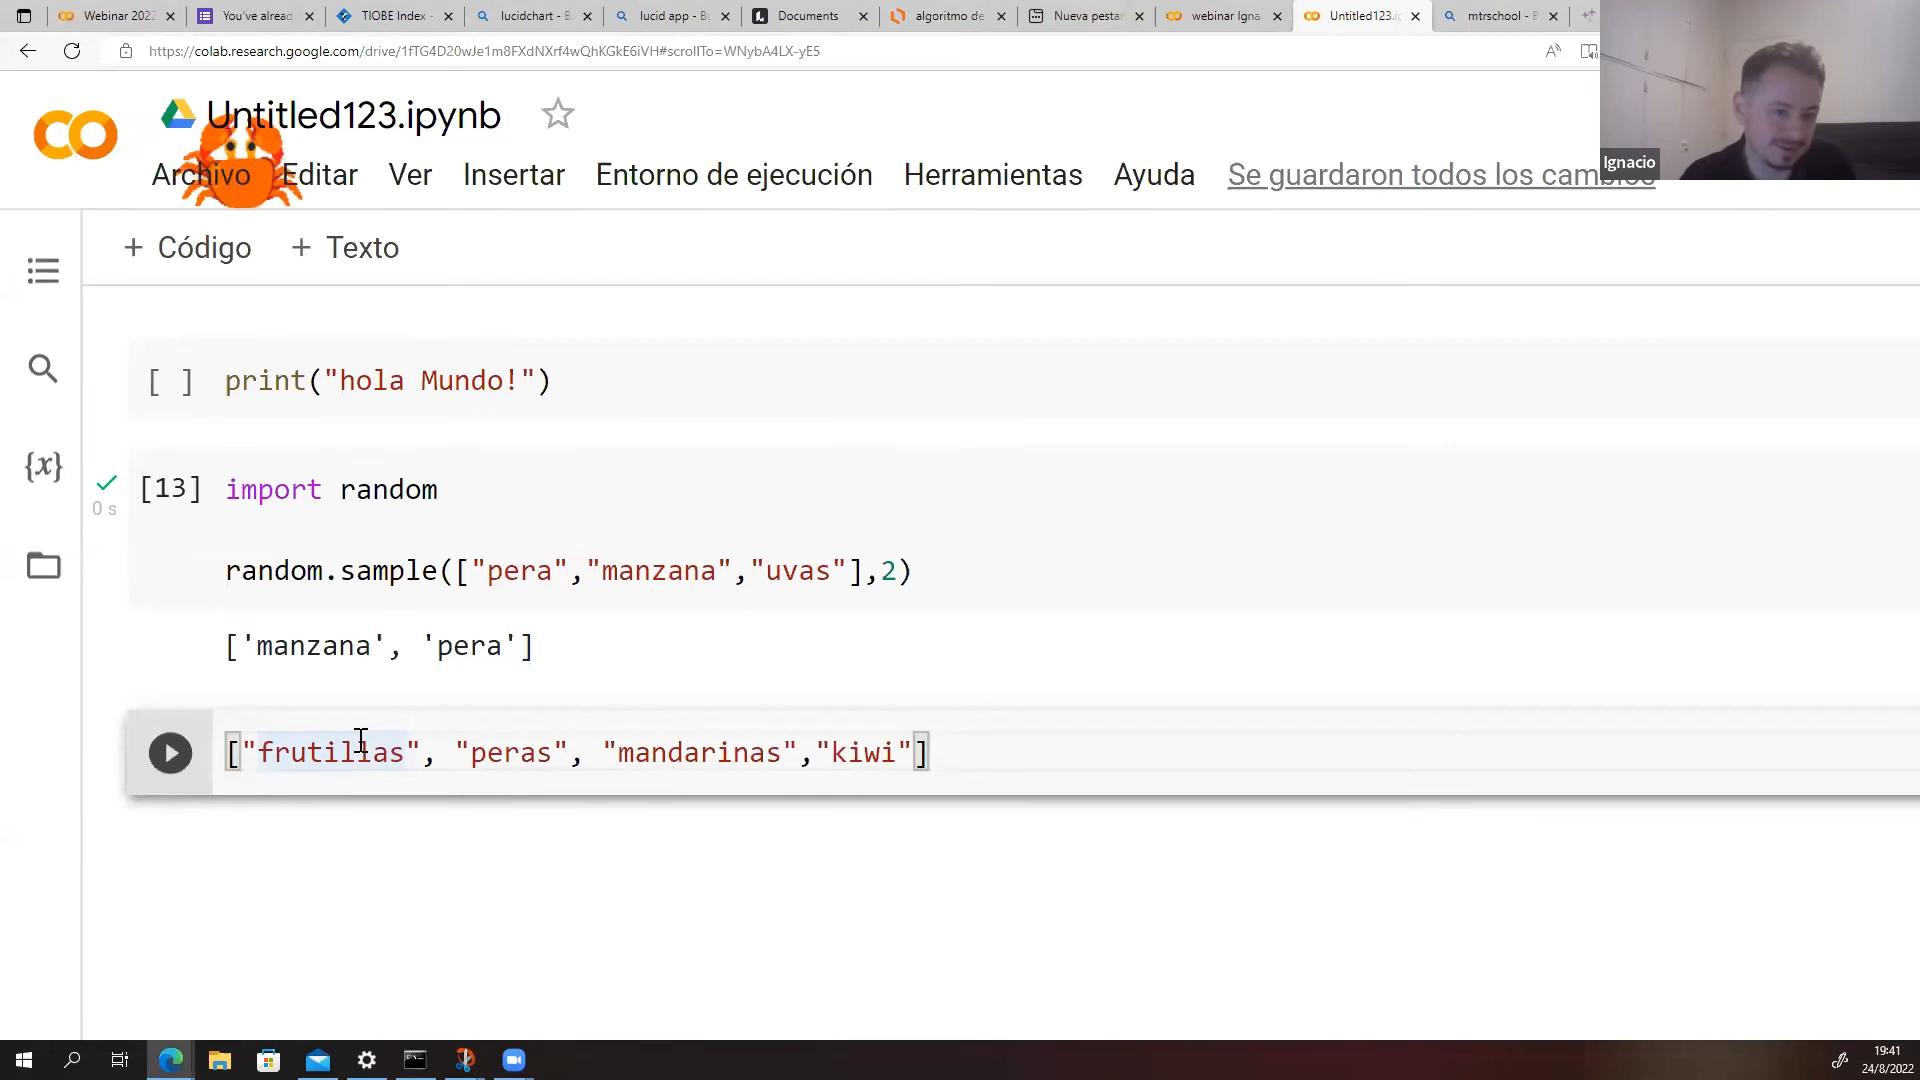 Webinar 2022
You've alread
TIOBE Index -
lucidchart - B
lucid app - Bu
Documents
algoritmo de
Nueva pestañ
webinar Igna
Untitled123.i
mtrschool - B
https://colab.research.google.com/drive/1fTG4D20wJe1m8FXdNXrf4wQhKGkE6iVH#scrollTo=WNybA4LX-yE5
Untitled123.ipynb
Archivo Editar Ver Insertar Entorno de ejecución Herramientas Ayuda Se guardaron todos los cambios
Ignacio
+ Código + Texto
[ ] print("hola Mundo!")
[13] import random
0 s
random.sample(["pera","manzana","uvas"],2)
['manzana', 'pera']
["frutillas", "peras", "mandarinas","kiwi"]
{x}
19:41
24/8/2022